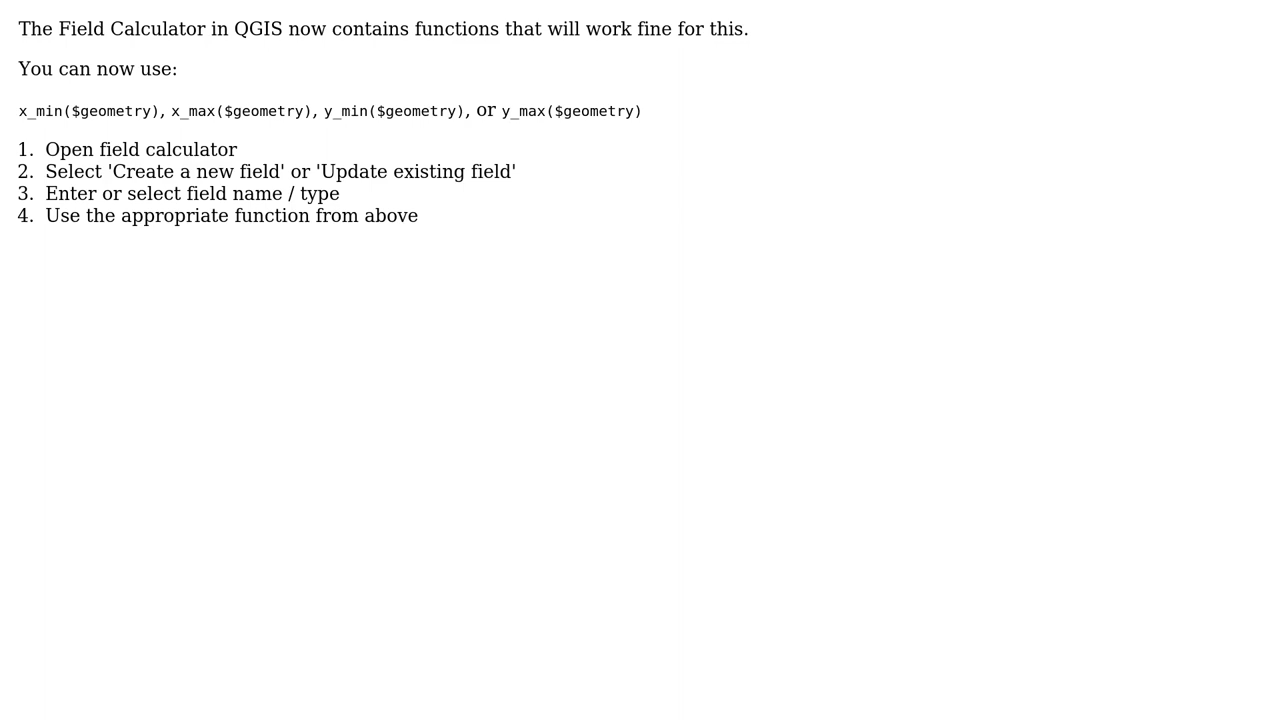 The Field Calculator in QGIS now contains functions that will work fine for this.
You can now use:
x_min($geometry), x_max($geometry), y_min($geometry), or y_max($geometry)
1. Open field calculator
2. Select 'Create a new field' or 'Update existing field'
3. Enter or select field name / type
4. Use the appropriate function from above